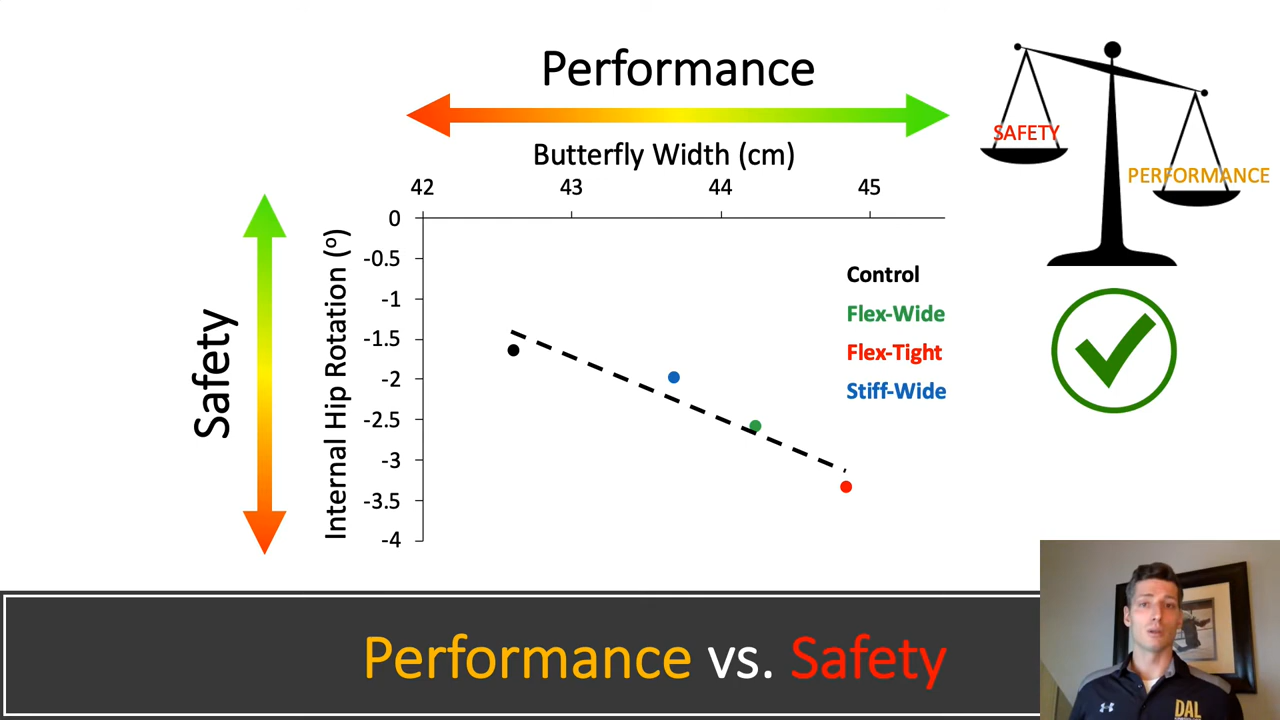 Performance
Butterfly Width (cm)
42 43 44 45
Safety
Internal Hip Rotation (º)
0
-0.5
-1
-1.5
-2
-2.5
-3
-3.5
-4
Control
Flex-Wide
Flex-Tight
Stiff-Wide
SAFETY
PERFORMANCE
Performance vs. Safety
DAL